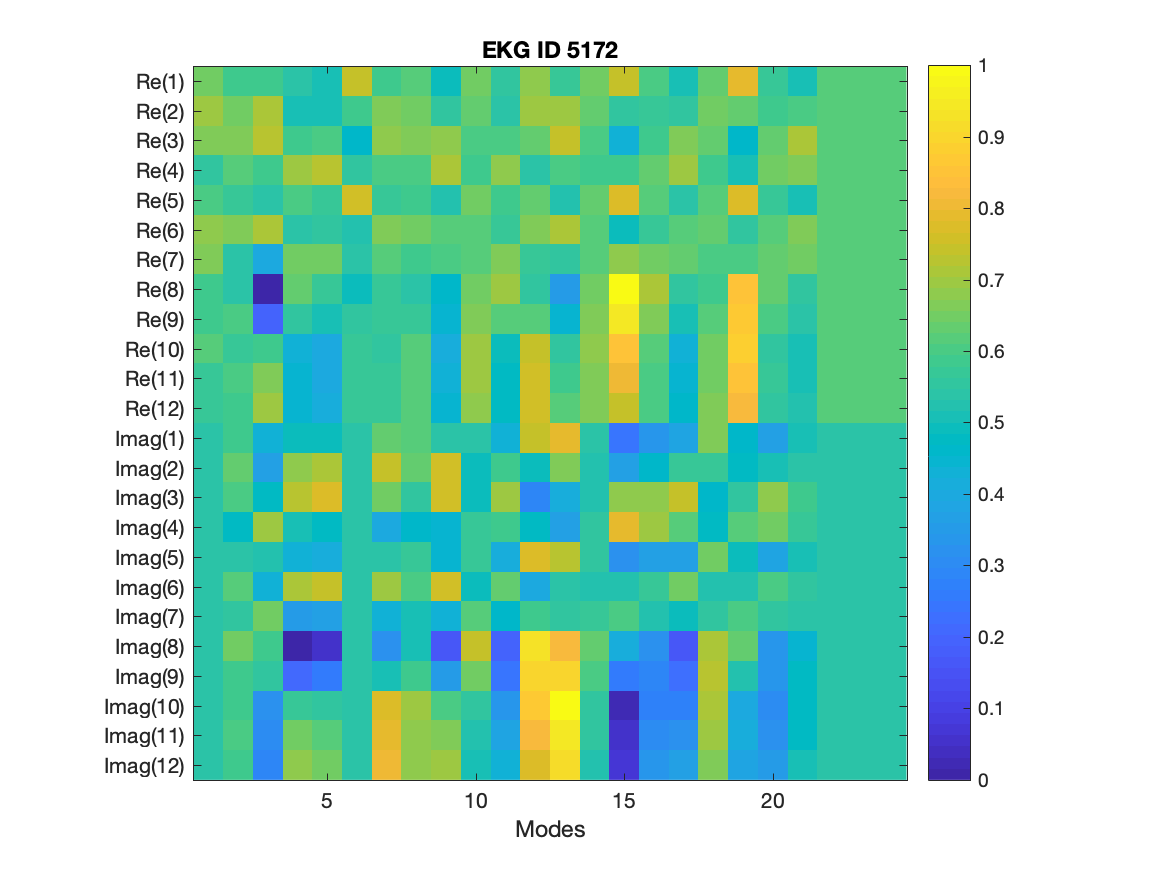 EKG ID 5172
Re(1)
Re(2)
Re(3)
Re(4)
Re(5)
Re(6)
Re(7)
Re(8)
Re(9)
Re(10)
Re(11)
Re(12)
Imag(1)
Imag(2)
Imag(3)
Imag(4)
Imag(5)
Imag(6)
Imag(7)
Imag(8)
Imag(9)
Imag(10)
Imag(11)
Imag(12)
5 10 15 20
Modes
1
0.9
0.8
0.7
0.6
0.5
0.4
0.3
0.2
0.1
0